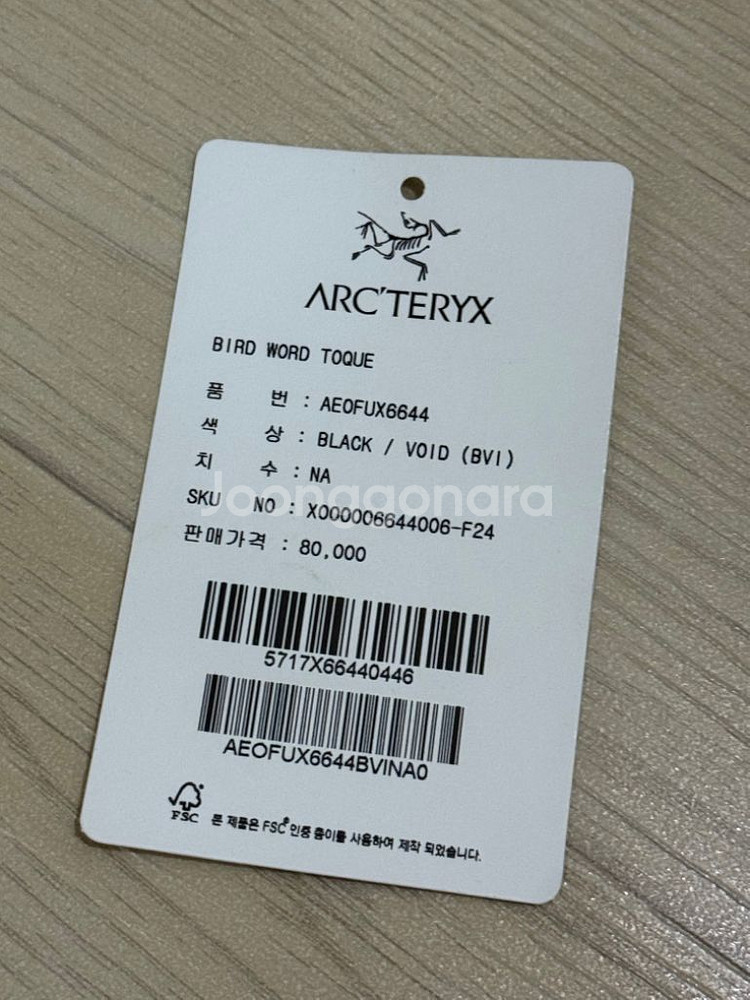 ARC'TERYX
BIRD WORD TOQUE
품 번 : AEOFUX6644
색 상 : BLACK / VOID (BVI)
치 수 : NA
Joonggonara
SKU NO : X000006644006-F24
판매가격 : 80,000
5717X66440446
AEOFUX6644BVINA0
FSC 본 제품은 FSC® 인증 종이를 사용하여 제작 되었습니다.